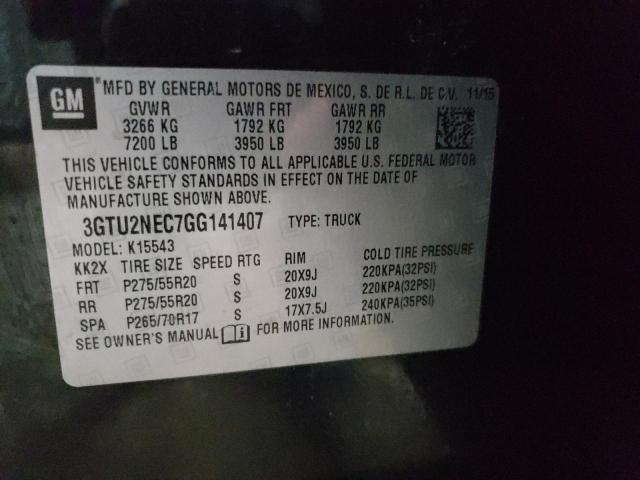 GM
*MFD BY GENERAL MOTORS DE MEXICO, S. DE R.L. DE C.V. 11/15
GVWR GAWR FRT GAWR RR
3266 KG 1792 KG 1792 KG
7200 LB 3950 LB 3950 LB
THIS VEHICLE CONFORMS TO ALL APPLICABLE U.S. FEDERAL MOTOR
VEHICLE SAFETY STANDARDS IN EFFECT ON THE DATE OF
MANUFACTURE SHOWN ABOVE.
3GTU2NEC7GG141407 TYPE: TRUCK
MODEL: K15543
KK2X TIRE SIZE SPEED RTG RIM COLD TIRE PRESSURE
FRT P275/55R20 S 20X9J 220KPA(32PSI)
RR P275/55R20 S 20X9J 220KPA(32PSI)
SPA P265/70R17 S 17X7.5J 240KPA(35PSI)
SEE OWNER'S MANUAL FOR MORE INFORMATION.